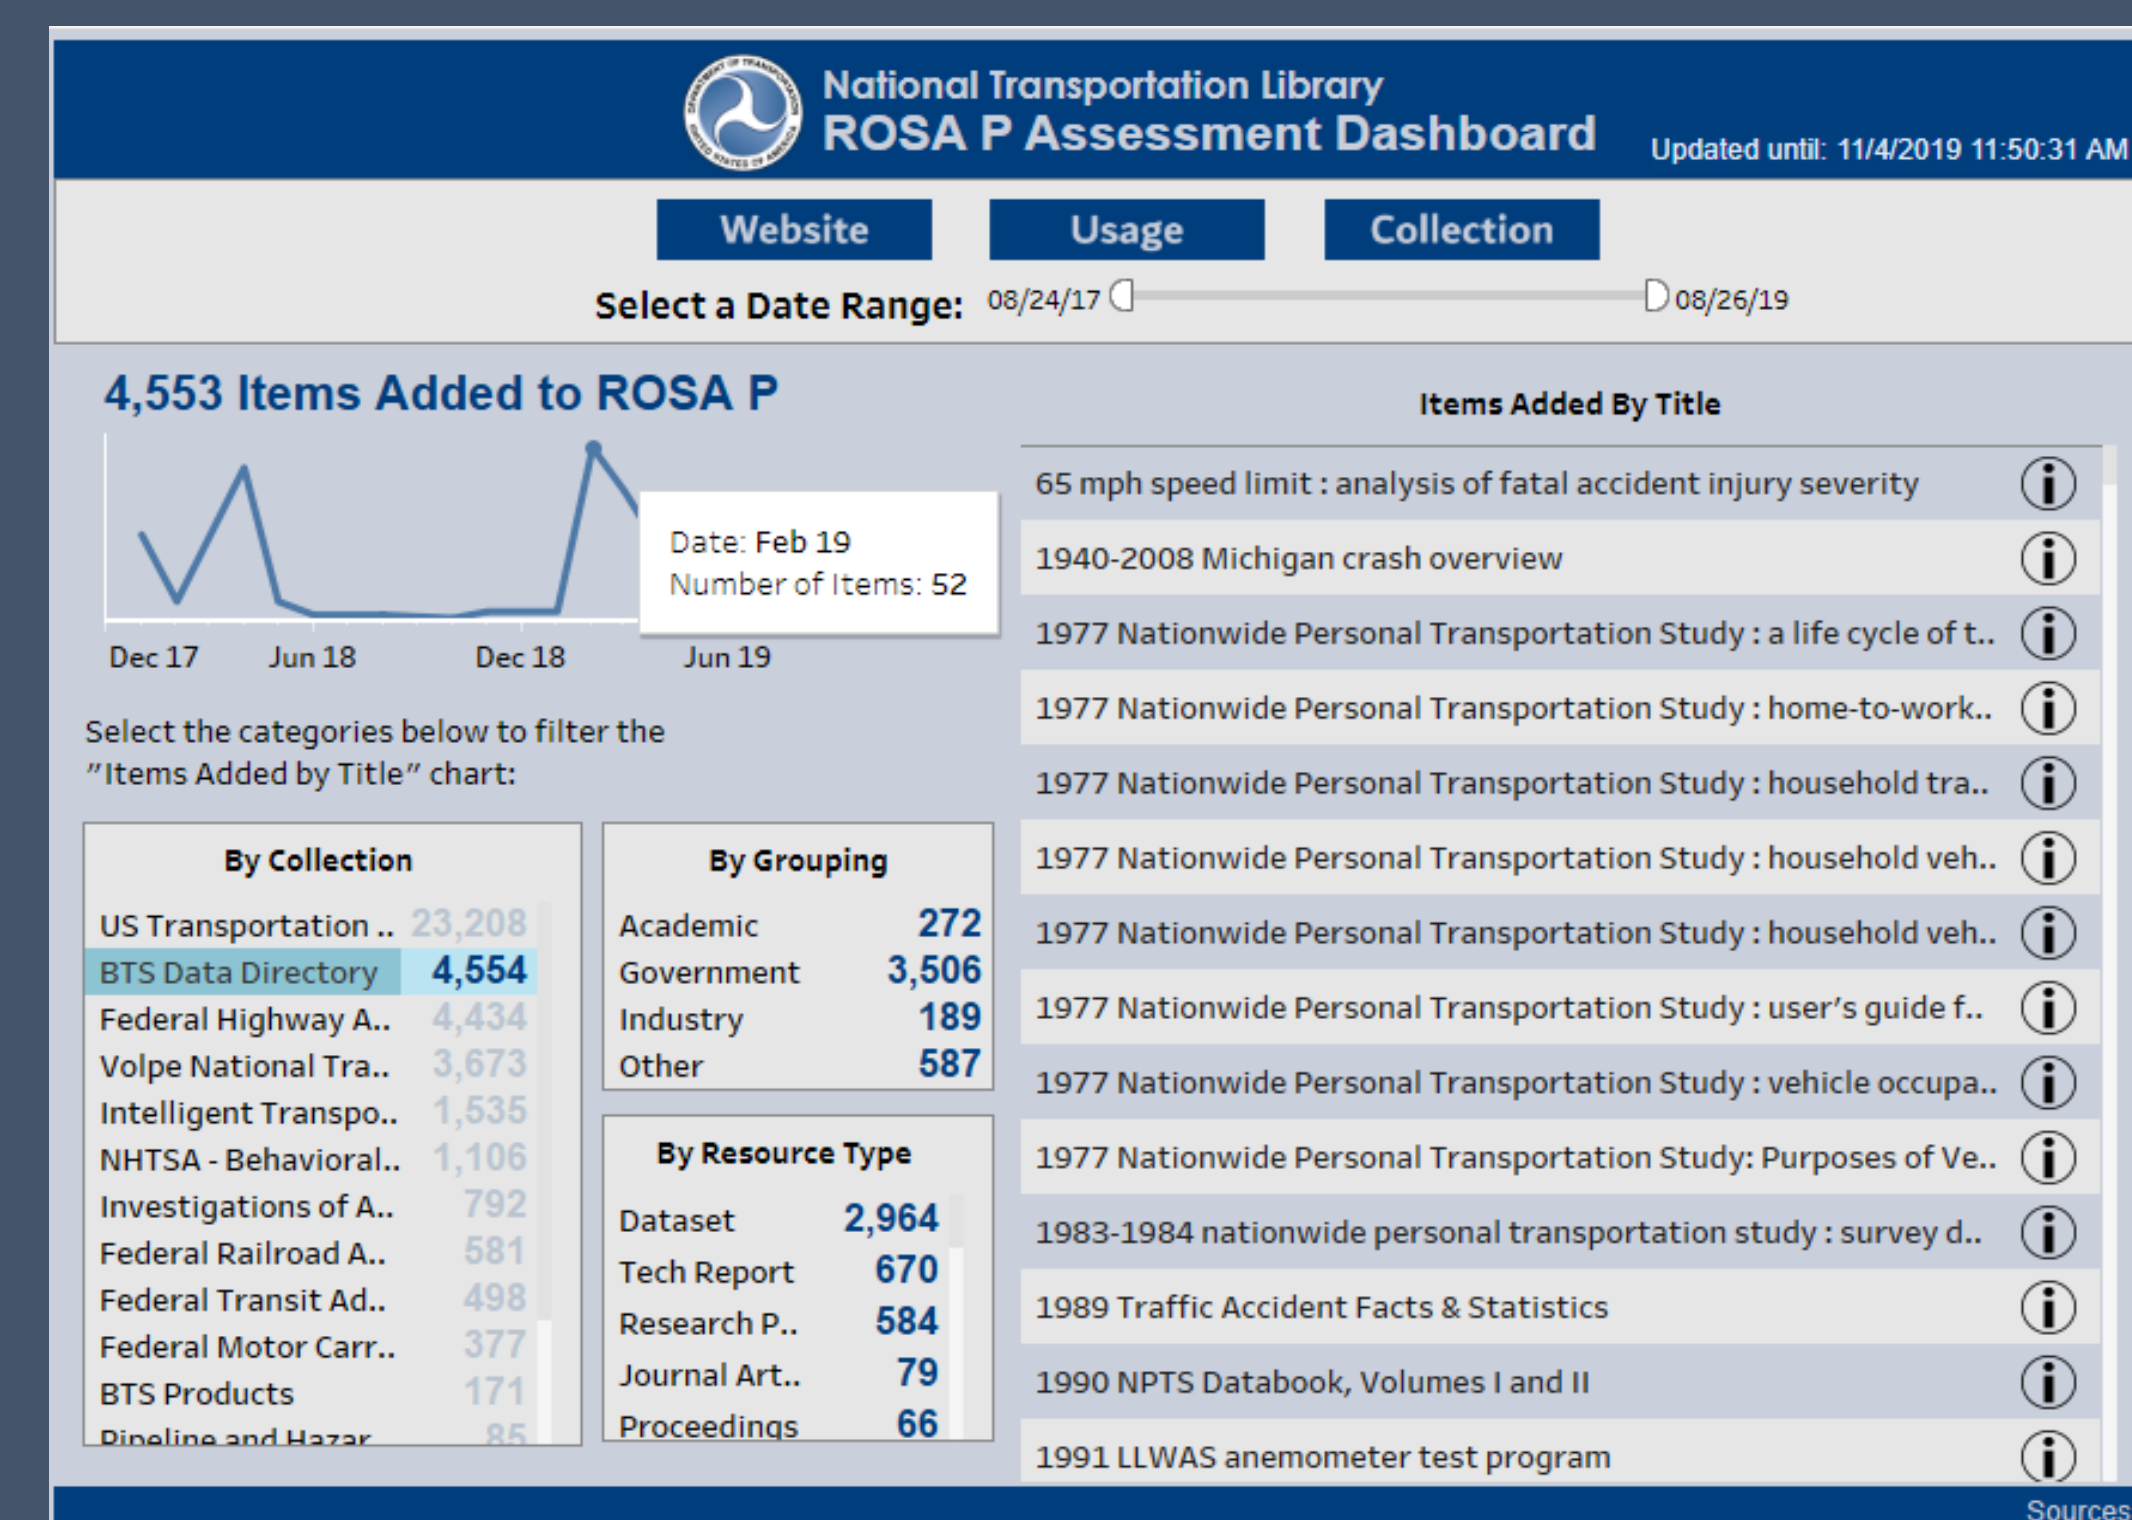 National Transportation Library
ROSA P Assessment Dashboard
Updated until: 11/4/2019 11:50:31 AM
Website
Usage
Collection
Select a Date Range:
08/24/17
08/26/19
4,553 Items Added to ROSA P
Date: Feb 19
Number of Items: 52
Dec 17
Jun 18
Dec 18
Jun 19
Select the categories below to filter the
"Items Added by Title" chart:
By Collection
US Transportation .. 23,208
BTS Data Directory 4,554
Federal Highway A.. 4,434
Volpe National Tra.. 3,673
Intelligent Transpo.. 1,535
NHTSA - Behavioral.. 1,106
Investigations of A.. 792
Federal Railroad A.. 581
Federal Transit Ad.. 498
Federal Motor Carr.. 377
BTS Products 171
Pipeline and Hazar 85
By Grouping
Academic 272
Government 3,506
Industry 189
Other 587
By Resource Type
Dataset 2,964
Tech Report 670
Research P.. 584
Journal Art.. 79
Proceedings 66
Items Added By Title
65 mph speed limit : analysis of fatal accident injury severity
1940-2008 Michigan crash overview
1977 Nationwide Personal Transportation Study : a life cycle of t..
1977 Nationwide Personal Transportation Study : home-to-work..
1977 Nationwide Personal Transportation Study : household tra..
1977 Nationwide Personal Transportation Study : household veh..
1977 Nationwide Personal Transportation Study : household veh..
1977 Nationwide Personal Transportation Study : user's guide f..
1977 Nationwide Personal Transportation Study : vehicle occupa..
1977 Nationwide Personal Transportation Study: Purposes of Ve..
1983-1984 nationwide personal transportation study : survey d..
1989 Traffic Accident Facts & Statistics
1990 NPTS Databook, Volumes I and II
1991 LLWAS anemometer test program
Sources